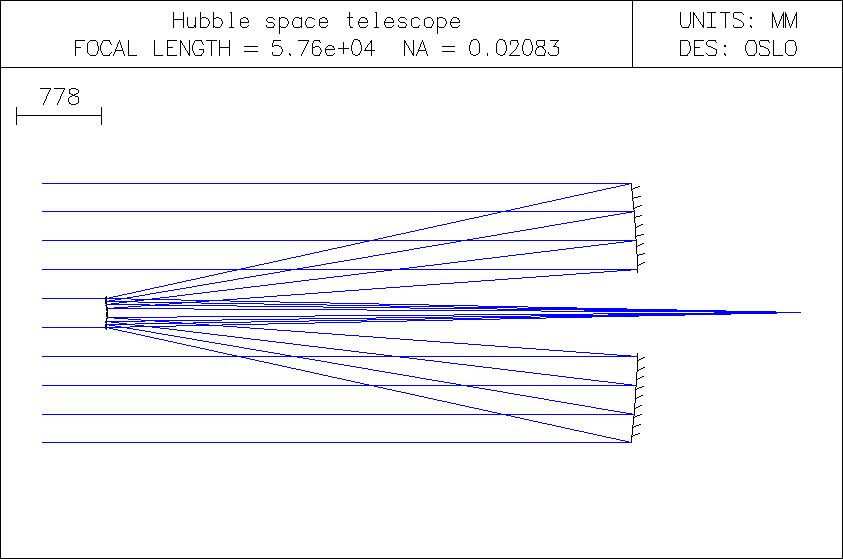 Hubble space telescope
FOCAL LENGTH = 5.76e+04  NA = 0.02083
UNITS: MM
DES: OSLO
778